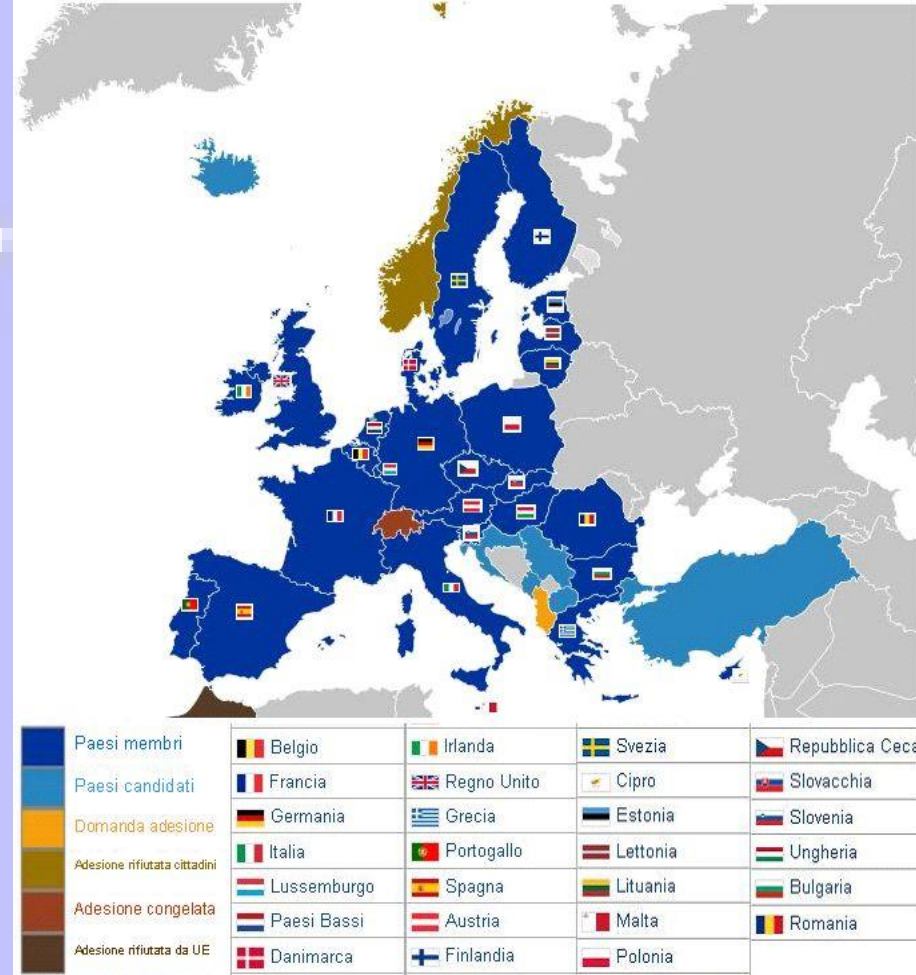 Paesi membri
Paesi candidati
Domanda adesione
Adesione rifiutata cittadini
Adesione congelata
Adesione rifiutata da UE
Belgio
Francia
Germania
Italia
Lussemburgo
Paesi Bassi
Danimarca
Irlanda
Regno Unito
Grecia
Portogallo
Spagna
Austria
Finlandia
Svezia
Cipro
Estonia
Lettonia
Lituania
Malta
Polonia
Repubblica Ceca
Slovacchia
Slovenia
Ungheria
Bulgaria
Romania